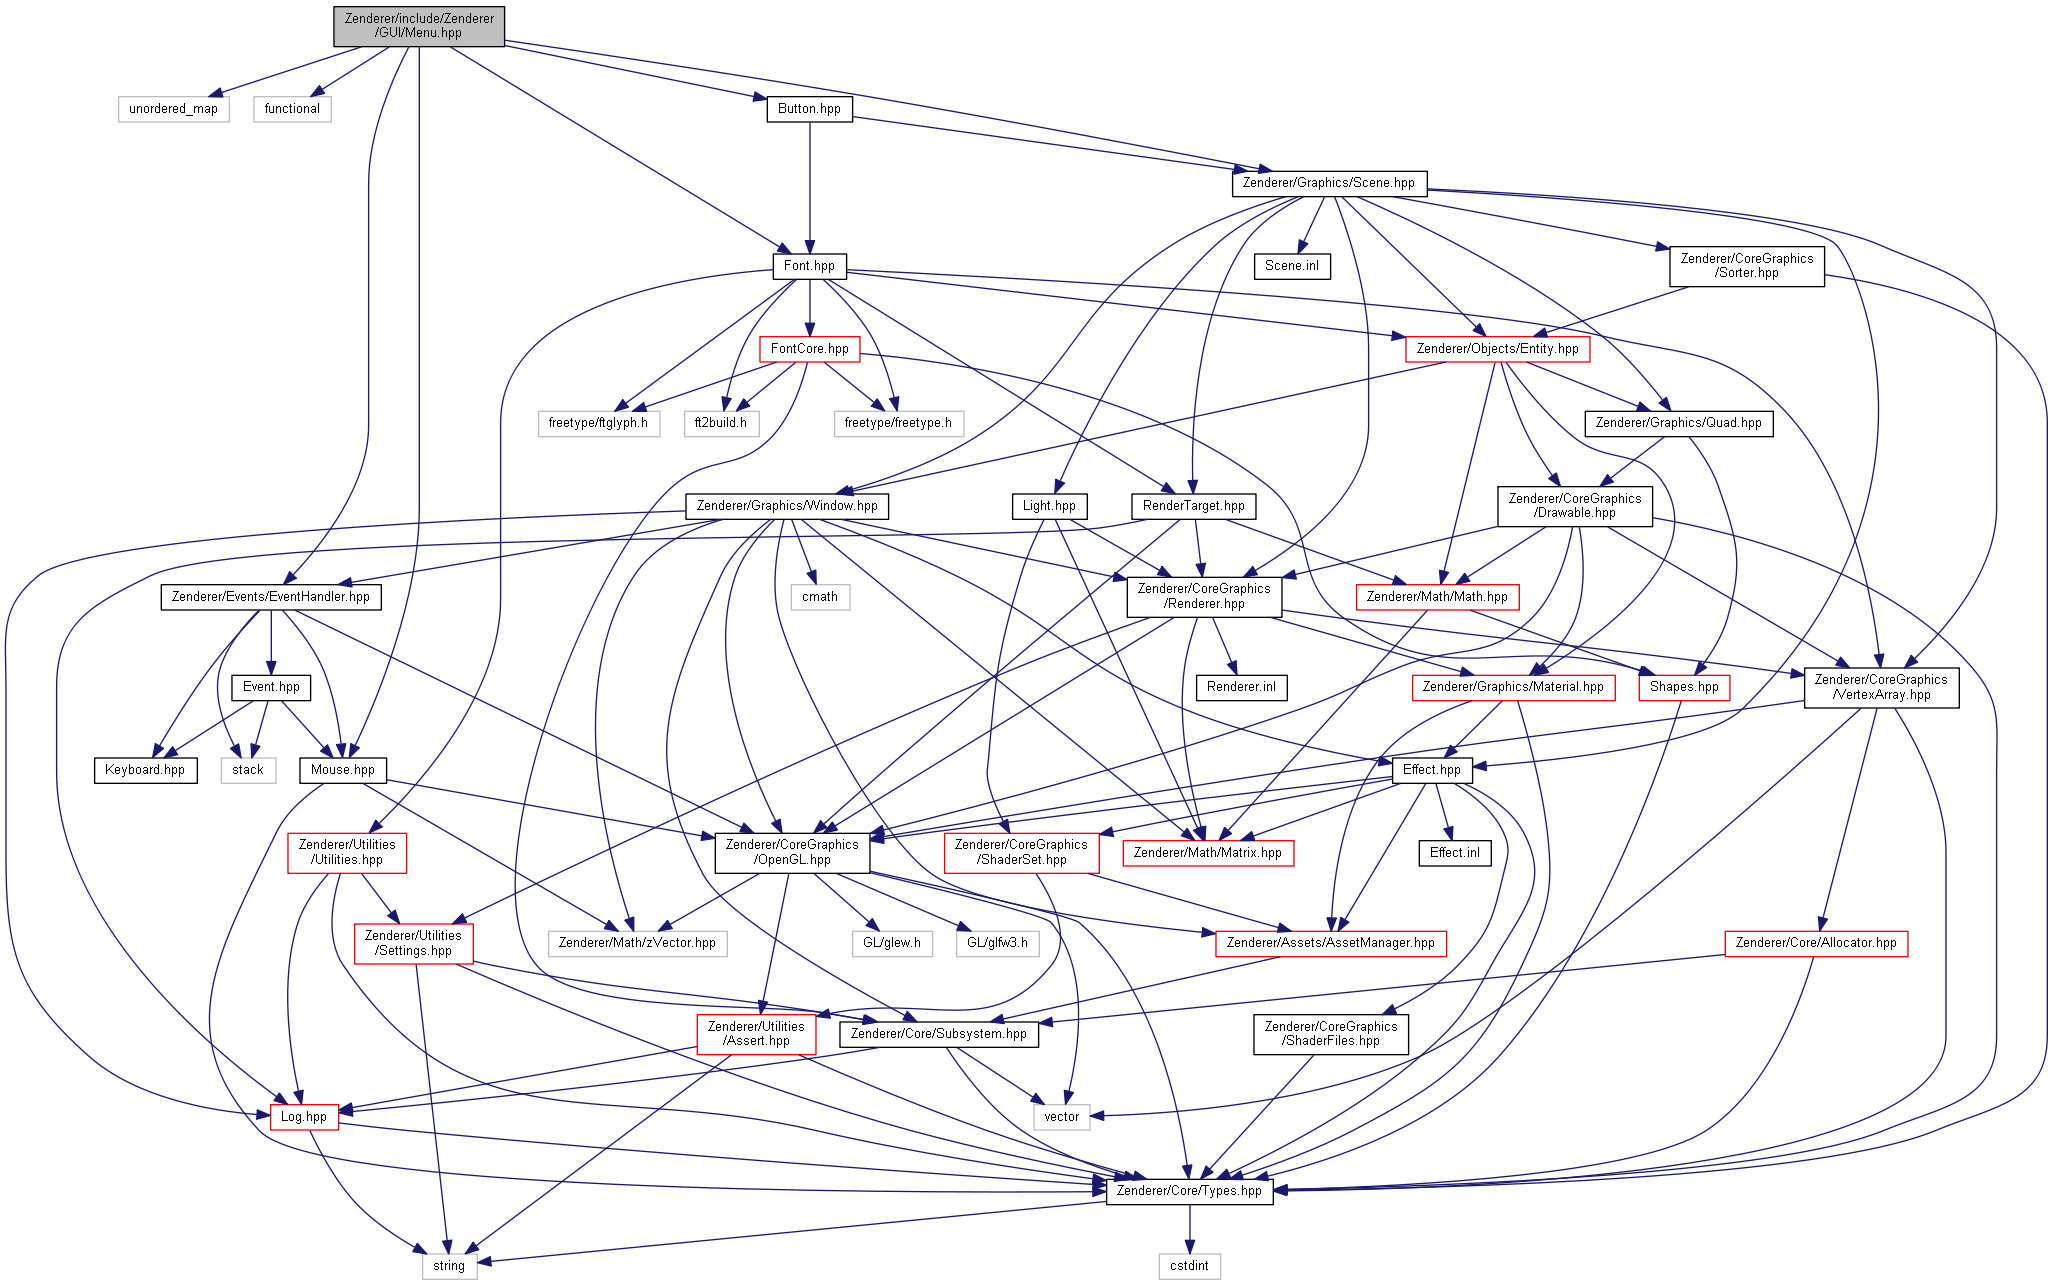 Zenderer/include/Zenderer
/GUI/Menu.hpp
unordered_map
functional
Button.hpp
Zenderer/Graphics/Scene.hpp
Font.hpp
Scene.inl
Zenderer/CoreGraphics
/Sorter.hpp
FontCore.hpp
Zenderer/Objects/Entity.hpp
freetype/ftglyph.h
ft2build.h
freetype/freetype.h
Zenderer/Graphics/Quad.hpp
Zenderer/Graphics/Window.hpp
Light.hpp
RenderTarget.hpp
Zenderer/CoreGraphics
/Drawable.hpp
Zenderer/Events/EventHandler.hpp
cmath
Zenderer/CoreGraphics
/Renderer.hpp
Zenderer/Math/Math.hpp
Event.hpp
Renderer.inl
Zenderer/Graphics/Material.hpp
Shapes.hpp
Zenderer/CoreGraphics
/VertexArray.hpp
Keyboard.hpp
stack
Mouse.hpp
Effect.hpp
Zenderer/Utilities
/Utilities.hpp
Zenderer/CoreGraphics
/OpenGL.hpp
Zenderer/CoreGraphics
/ShaderSet.hpp
Zenderer/Math/Matrix.hpp
Effect.inl
Zenderer/Utilities
/Settings.hpp
Zenderer/Math/zVector.hpp
GL/glew.h
GL/glfw3.h
Zenderer/Assets/AssetManager.hpp
Zenderer/Core/Allocator.hpp
Zenderer/Utilities
/Assert.hpp
Zenderer/Core/Subsystem.hpp
Zenderer/CoreGraphics
/ShaderFiles.hpp
Log.hpp
vector
Zenderer/Core/Types.hpp
string
cstdint